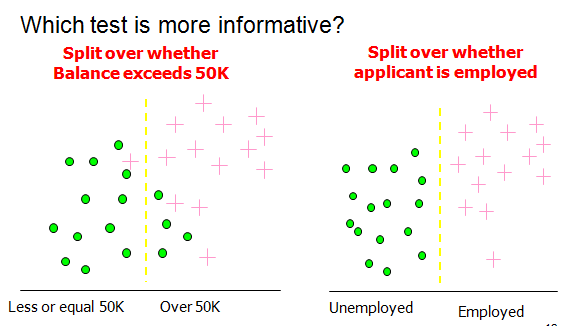 Which test is more informative?
Split over whether
Balance exceeds 50K
Split over whether
applicant is employed
Less or equal 50K
Over 50K
Unemployed
Employed